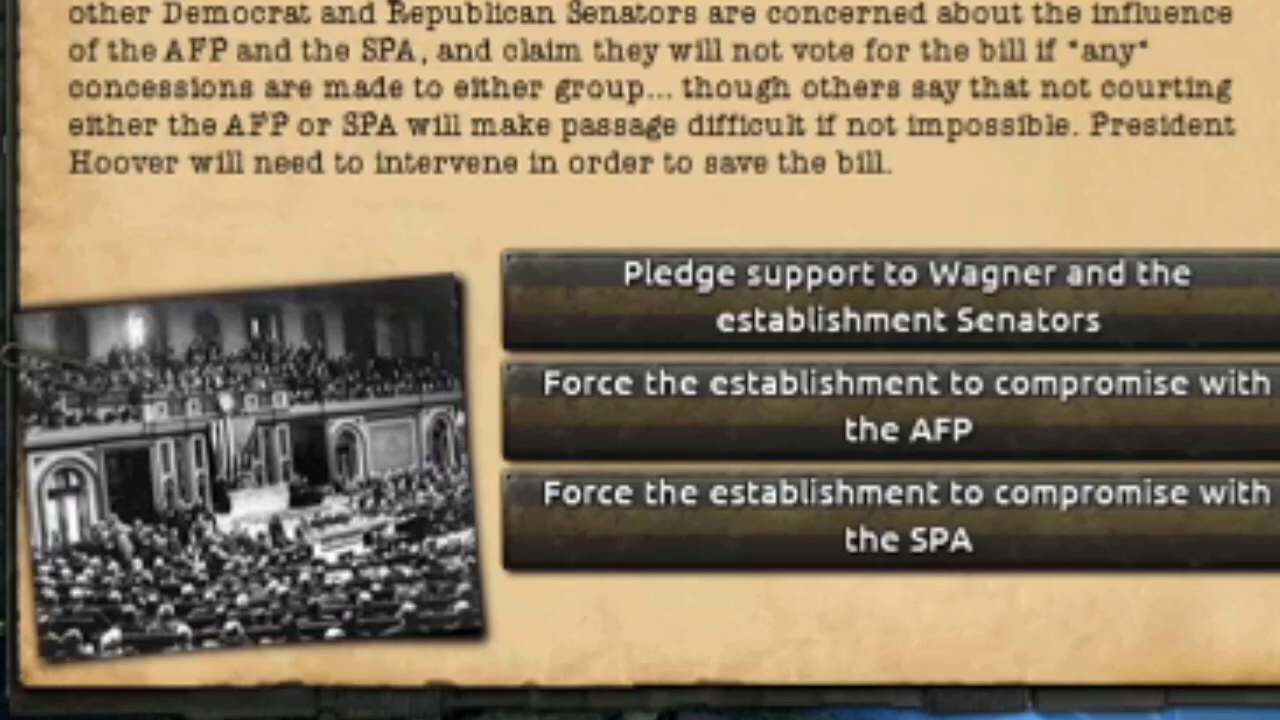 other Democrat and Republican Senators are concerned about the influence
of the AFP and the SPA, and claim they will not vote for the bill if *any*
concessions are made to either group... though others say that not courting
either the AFP or SPA will make passage difficult if not impossible. President
Hoover will need to intervene in order to save the bill.
Pledge support to Wagner and the
establishment Senators
Force the establishment to compromise with
the AFP
Force the establishment to compromise with
the SPA